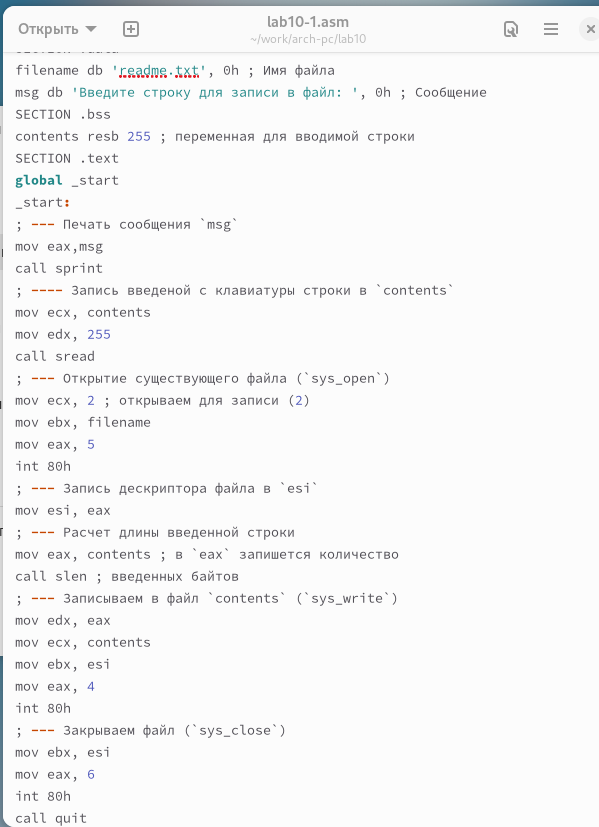 Открыть
lab10-1.asm
~/work/arch-pc/lab10
filename db 'readme.txt', 0h ; Имя файла
msg db 'Введите строку для записи в файл: ', 0h ; Сообщение
SECTION .bss
contents resb 255 ; переменная для вводимой строки
SECTION .text
global _start
_start:
; --- Печать сообщения `msg`
mov eax,msg
call sprint
; ---- Запись введеной с клавиатуры строки в `contents`
mov ecx, contents
mov edx, 255
call sread
; --- Открытие существующего файла (`sys_open`)
mov ecx, 2 ; открываем для записи (2)
mov ebx, filename
mov eax, 5
int 80h
; --- Запись дескриптора файла в `esi`
mov esi, eax
; --- Расчет длины введенной строки
mov eax, contents ; в `eax` запишется количество
call slen ; введенных байтов
; --- Записываем в файл `contents` (`sys_write`)
mov edx, eax
mov ecx, contents
mov ebx, esi
mov eax, 4
int 80h
; --- Закрываем файл (`sys_close`)
mov ebx, esi
mov eax, 6
int 80h
call quit